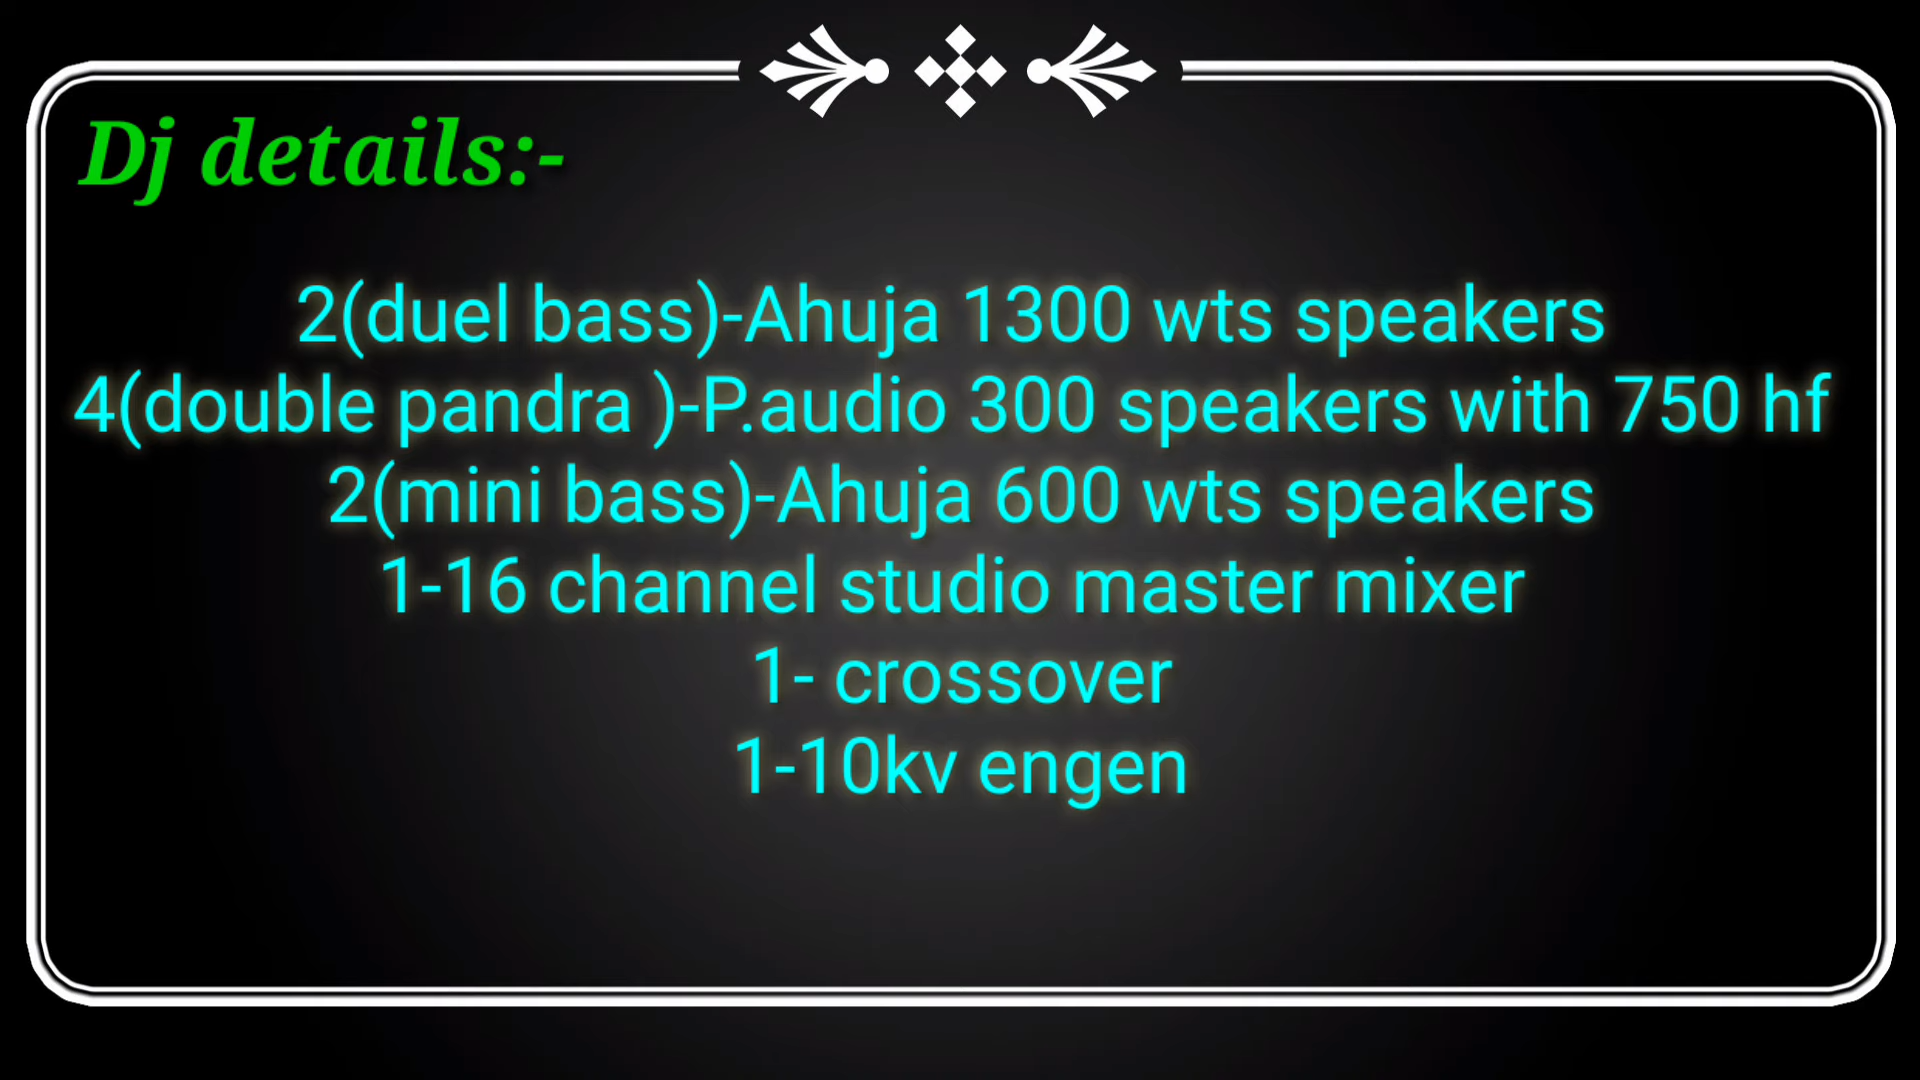 Dj details:-
2(duel bass)-Ahuja 1300 wts speakers
4(double pandra )-P.audio 300 speakers with 750 hf
2(mini bass)-Ahuja 600 wts speakers
1-16 channel studio master mixer
1- crossover
1-10kv engen